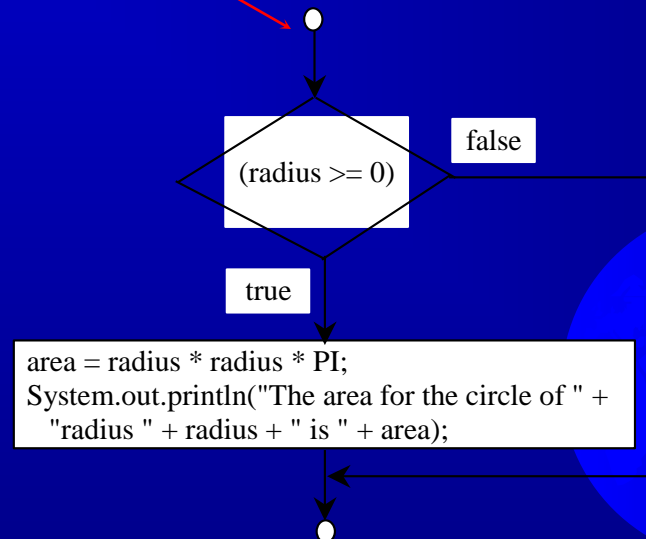 (radius >= 0)
false
true
area = radius * radius * PI;
System.out.println("The area for the circle of " +
"radius " + radius + " is " + area);